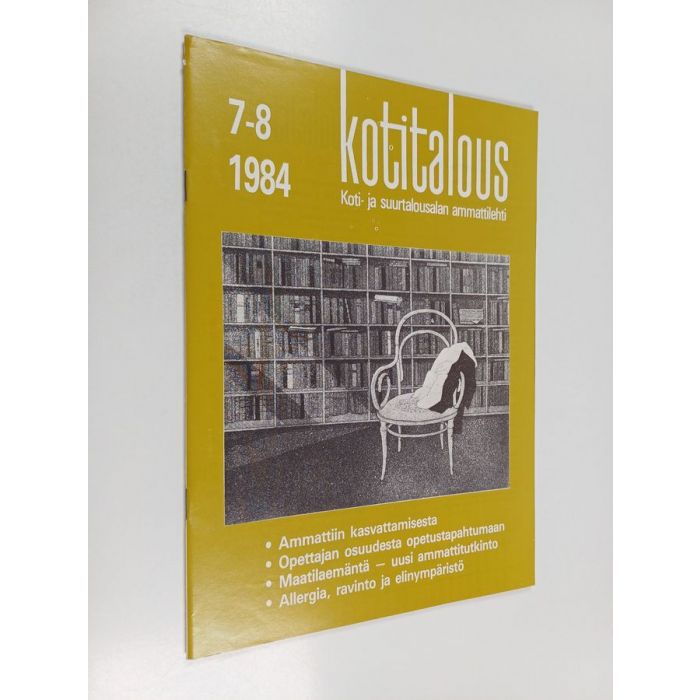 7-8
1984
kotitalous
Koti- ja suurtalousalan ammattilehti
• Ammattiin kasvattamisesta
• Opettajan osuudesta opetustapahtumaan
• Maatilaemäntä – uusi ammattitutkinto
• Allergia, ravinto ja elinympäristö